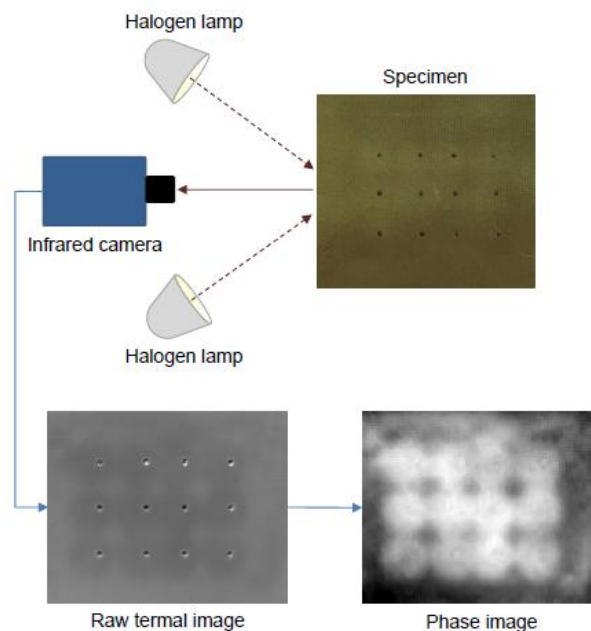 Halogen lamp
Specimen
Infrared camera
Halogen lamp
Raw termal image
Phase image